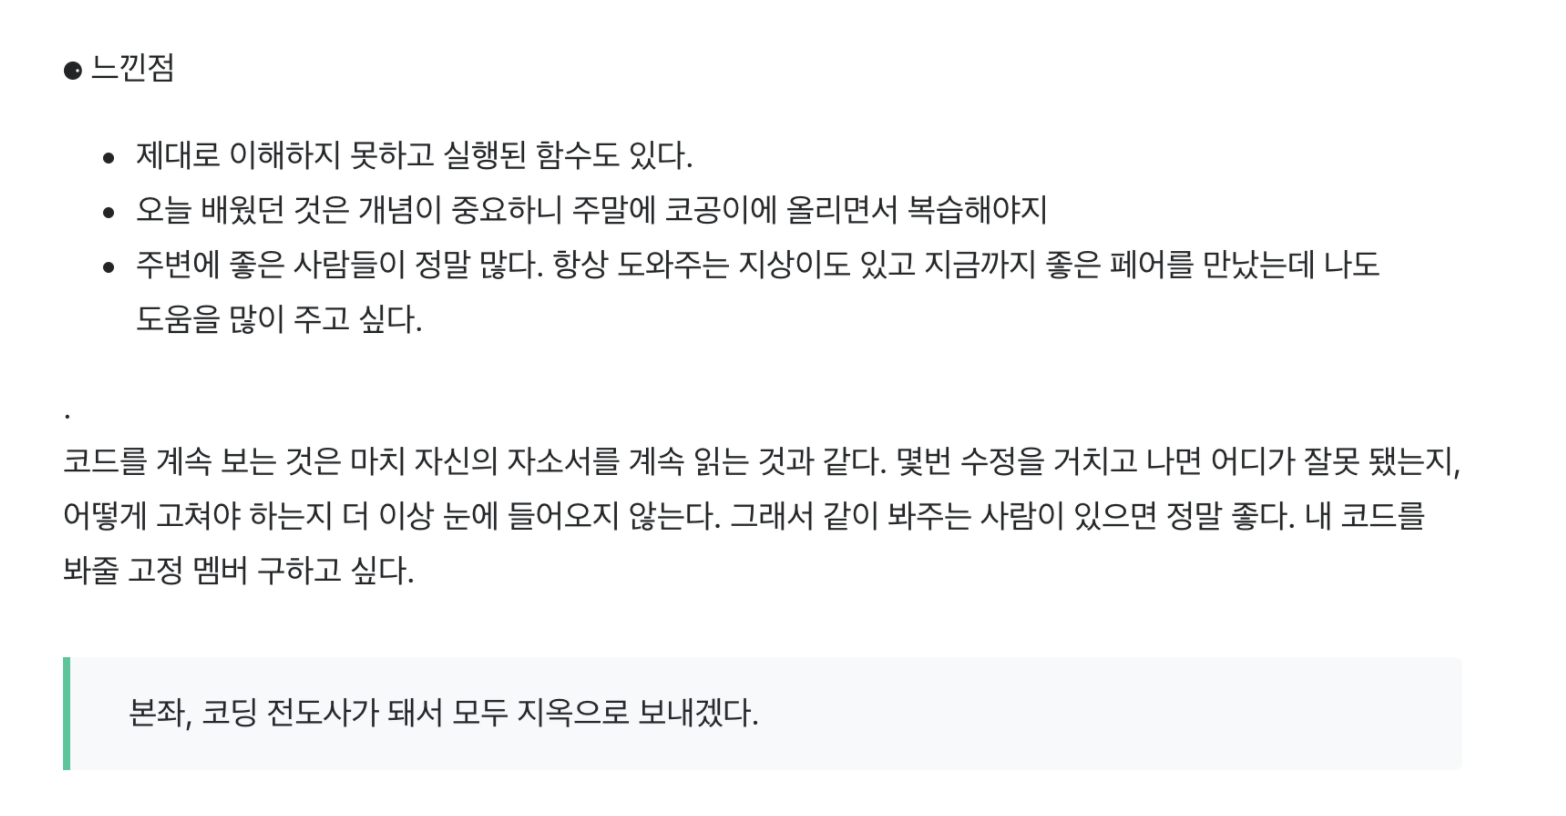 느낀점
제대로 이해하지 못하고 실행된 함수도 있다.
오늘 배웠던 것은 개념이 중요하니 주말에 코공이에 올리면서 복습해야지
주변에 좋은 사람들이 정말 많다. 항상 도와주는 지상이도 있고 지금까지 좋은 페어를 만났는데 나도
도움을 많이 주고 싶다.
.
코드를 계속 보는 것은 마치 자신의 자소서를 계속 읽는 것과 같다. 몇번 수정을 거치고 나면 어디가 잘못 됐는지,
어떻게 고쳐야 하는지 더 이상 눈에 들어오지 않는다. 그래서 같이 봐주는 사람이 있으면 정말 좋다. 내 코드를
봐줄 고정 멤버 구하고 싶다.
본좌, 코딩 전도사가 돼서 모두 지옥으로 보내겠다.